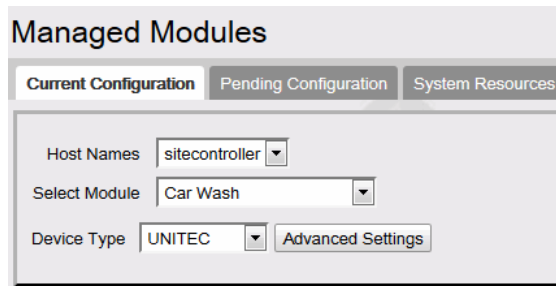 Managed Modules
Current Configuration Pending Configuration System Resources
Host Names sitecontroller
Select Module Car Wash
Device Type UNITEC Advanced Settings